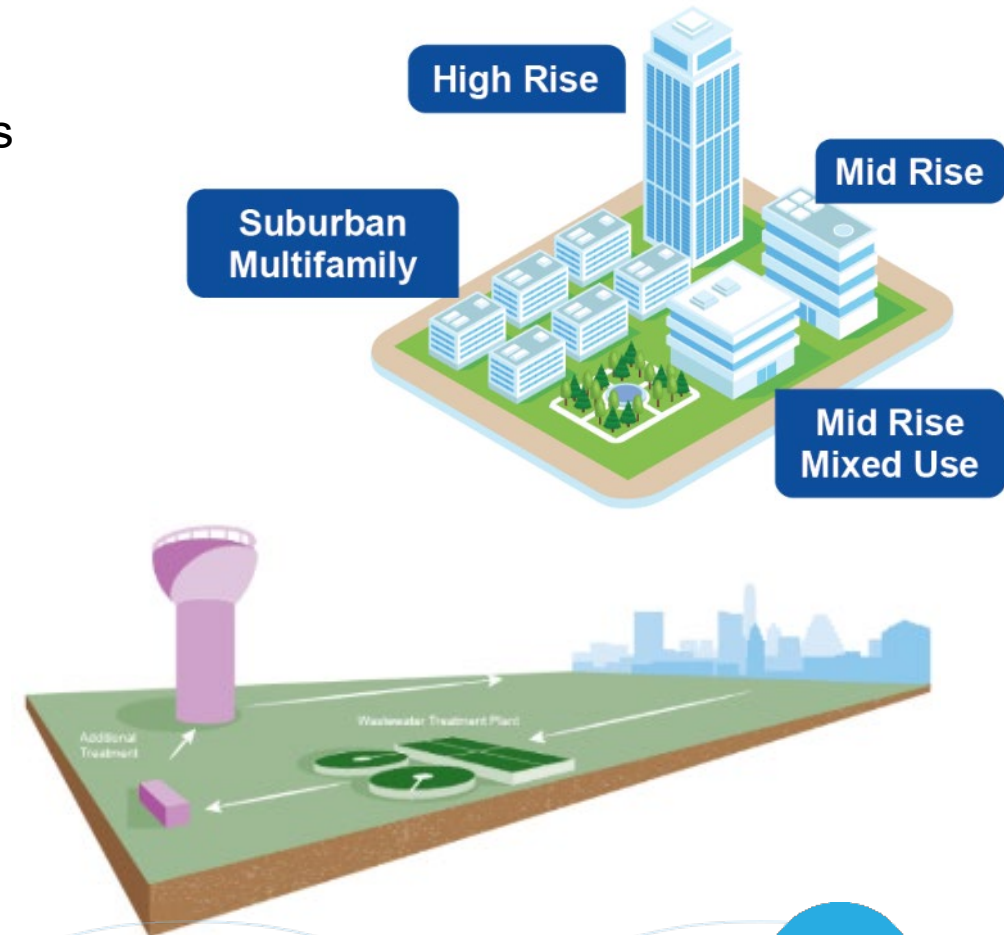 s
High Rise
Mid Rise
Suburban
Multifamily
Mid Rise
Mixed Use
Wastewater Treatment Plant
Additional
Treatment